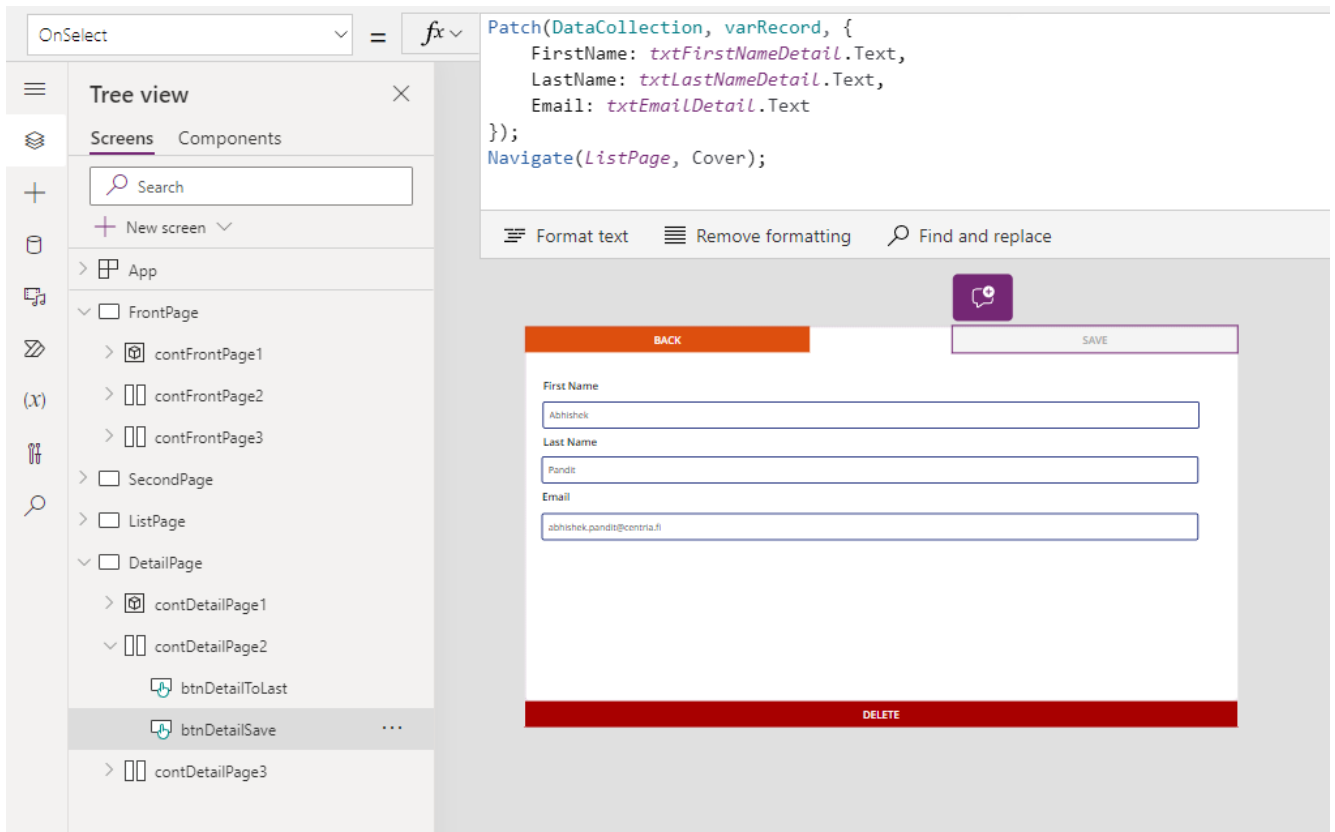 OnSelect = fx
Patch(DataCollection, varRecord, {
FirstName: txtFirstNameDetail.Text,
LastName: txtLastNameDetail.Text,
Email: txtEmailDetail.Text
});
Navigate(ListPage, Cover);
Format text Remove formatting Find and replace
Tree view
Screens Components
Search
New screen
App
FrontPage
contFrontPage1
contFrontPage2
contFrontPage3
SecondPage
ListPage
DetailPage
contDetailPage1
contDetailPage2
btnDetailToLast
btnDetailSave ...
contDetailPage3
(x)
BACK SAVE
First Name
Abhishek
Last Name
Pandit
Email
abhishek.pandit@centria.fi
DELETE